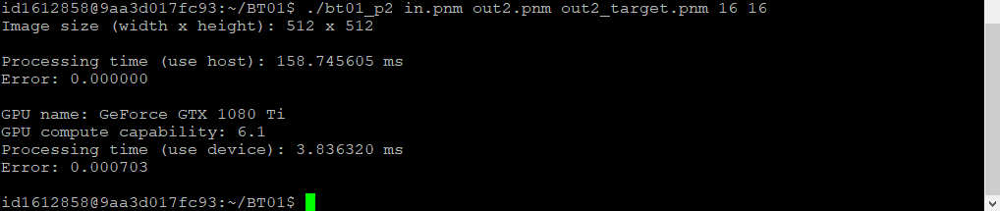 id1612858@9aa3d017fc93:~/BT01$ ./bt01_p2 in.pnm out2.pnm out2_target.pnm 16 16
Image size (width x height): 512 x 512
Processing time (use host): 158.745605 ms
Error: 0.000000
GPU name: GeForce GTX 1080 Ti
GPU compute capability: 6.1
Processing time (use device): 3.836320 ms
Error: 0.000703
id1612858@9aa3d017fc93:~/BT01$